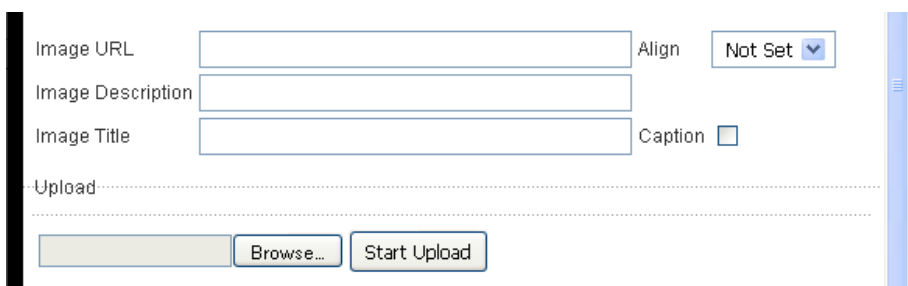 Image URL Align Not Set
Image Description
Image Title Caption
Upload
Browse... Start Upload